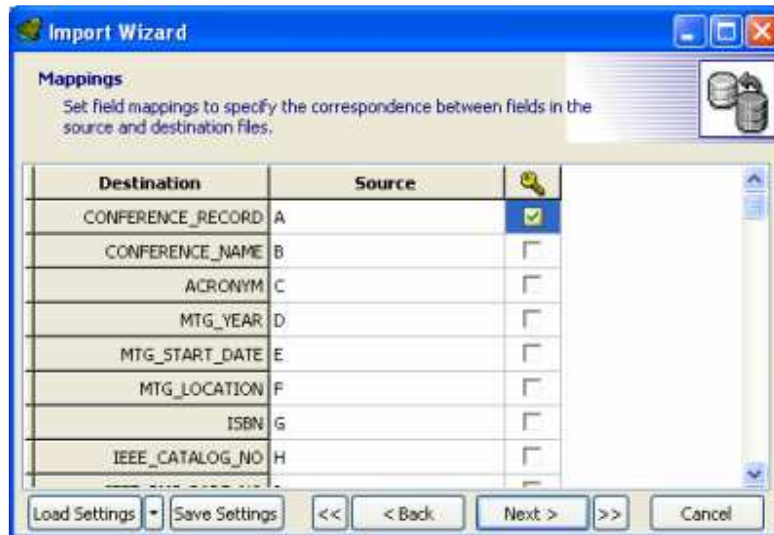 Import Wizard
Mappings
Set field mappings to specify the correspondence between fields in the
source and destination files.
Destination Source
CONFERENCE_RECORD A
CONFERENCE_NAME B
ACRONYM C
MTG_YEAR D
MTG_START_DATE E
MTG_LOCATION F
ISBN G
IEEE_CATALOG_NO H
Load Settings Save Settings << < Back Next > >> Cancel